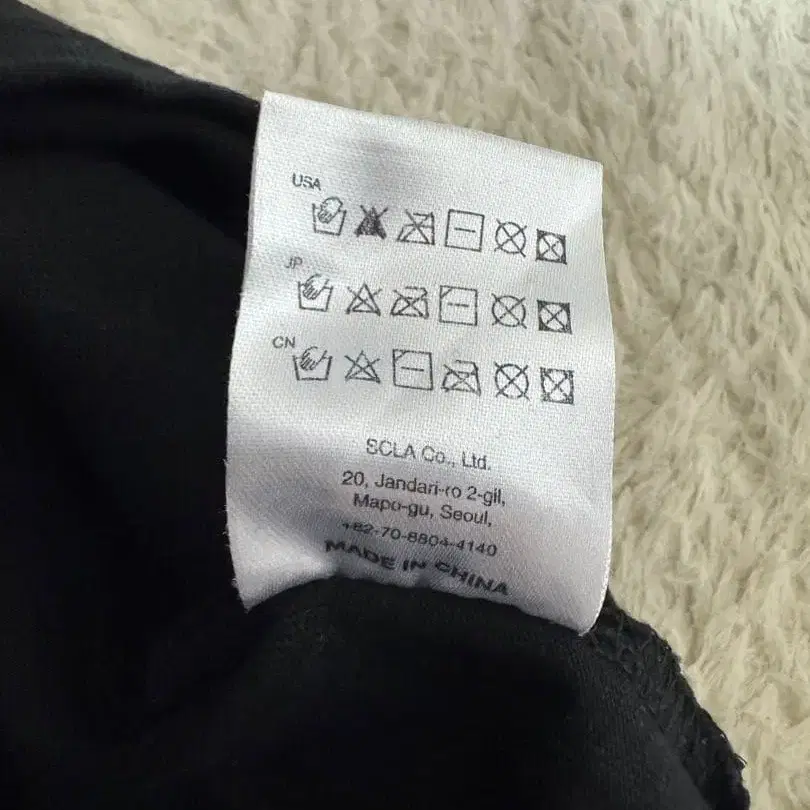 USA
JP
CN
SCLA Co., Ltd.
20, Jandari-ro 2-gil,
Mapo-gu, Seoul,
+82-70-8804-4140
MADE IN CHINA